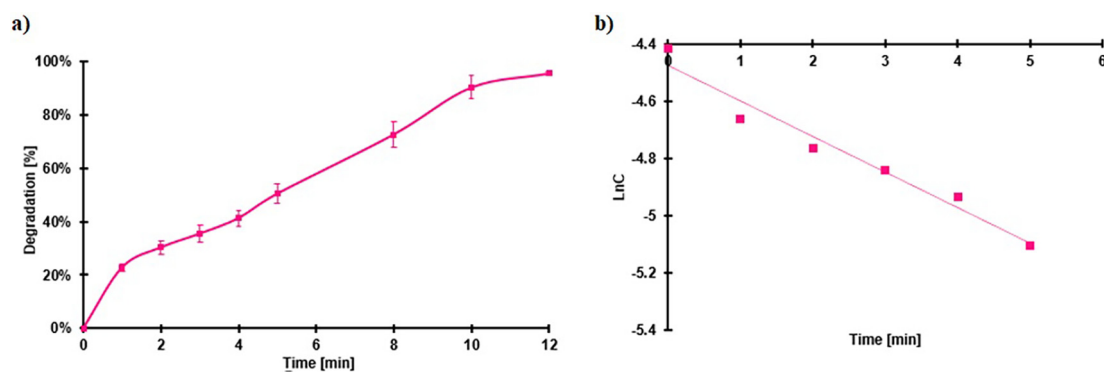 a)
100%
80%
60%
40%
20%
0%
Degradation [%]
0 2 4 6 8 10 12
Time [min]
b)
-4.4
-4.6
-4.8
-5
-5.2
-5.4
LnC
0 1 2 3 4 5 6
Time [min]